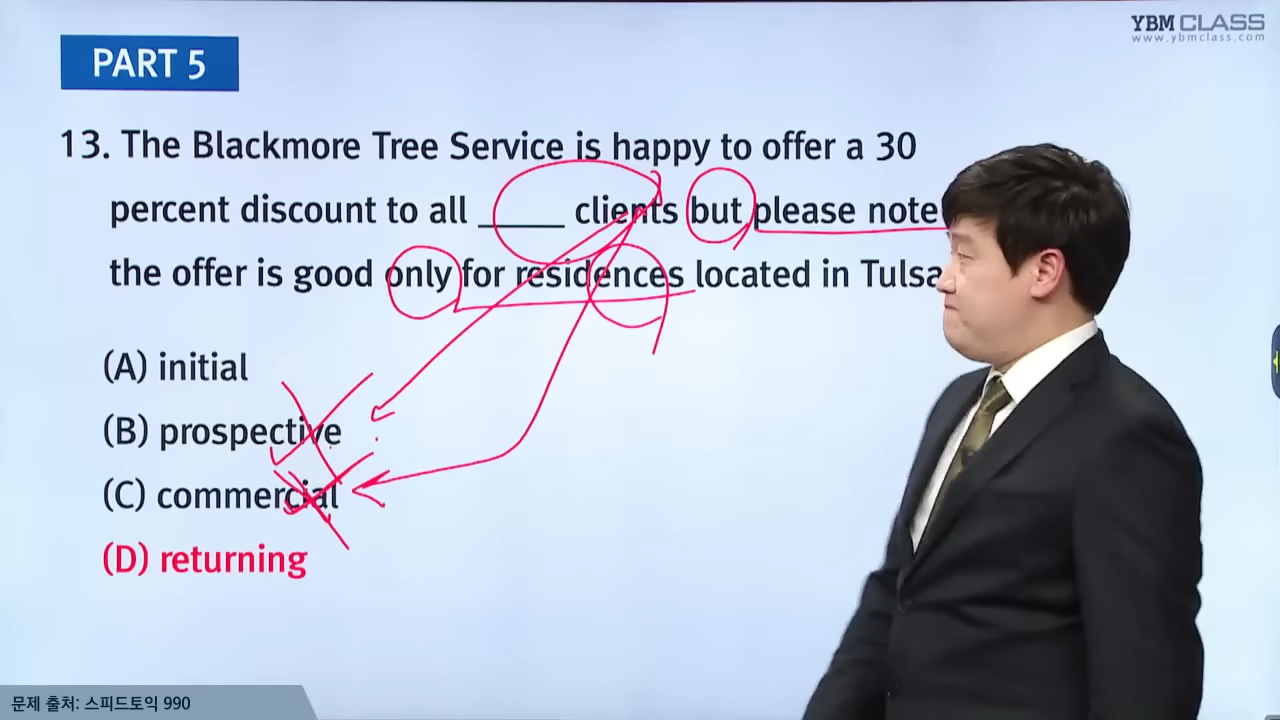 YBM CLASS
www.ybmclass.com
PART 5
13. The Blackmore Tree Service is happy to offer a 30
percent discount to all _____ clients but please note
the offer is good only for residences located in Tulsa
(A) initial
(B) prospective
(C) commercial
(D) returning
문제 출처: 스피드토익 990